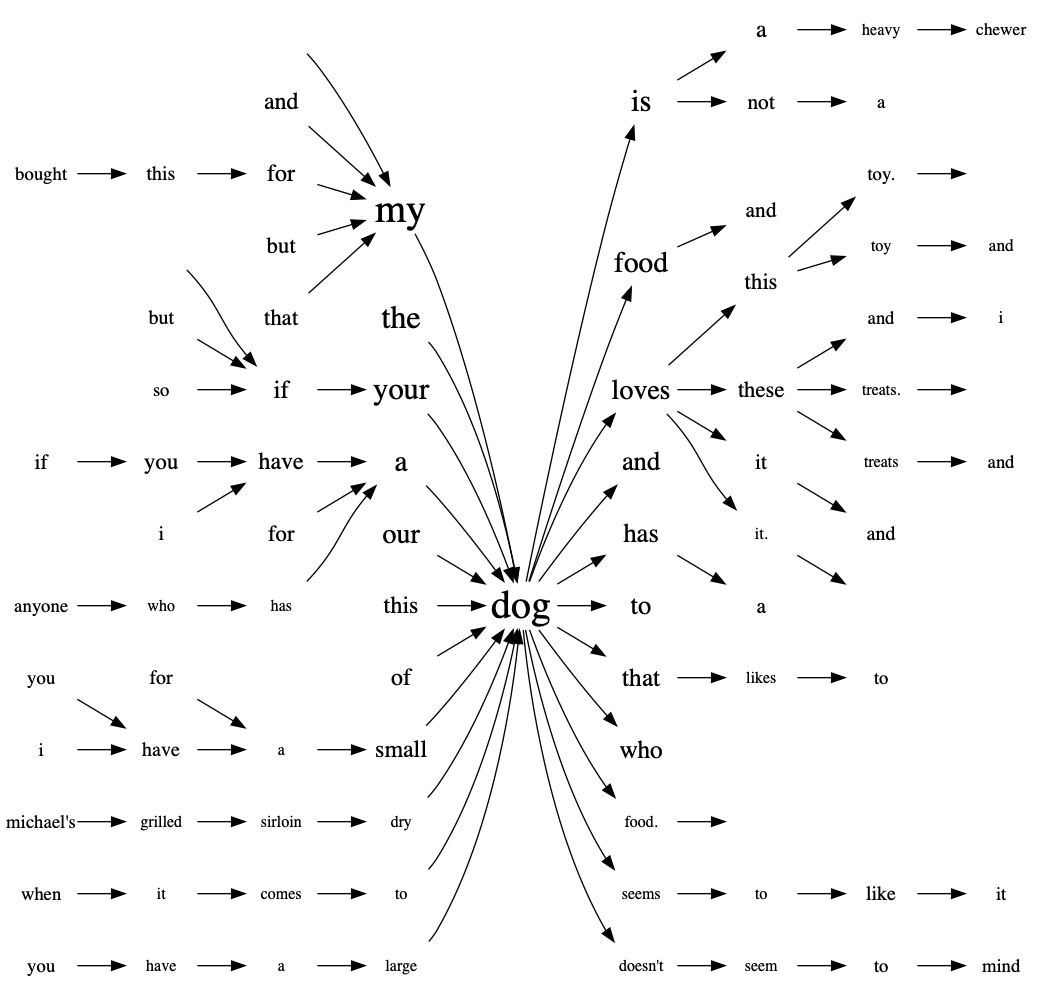 a heavy chewer
and is not a
bought this for toy.
my and
but food toy and
this
but that the and i
so if your loves these treats.
if you have a and it treats and
i for our has it. and
anyone who has this dog to a
you for of that likes to
i have a small who
michael's grilled sirloin dry food.
when it comes to seems to like it
you have a large doesn't seem to mind